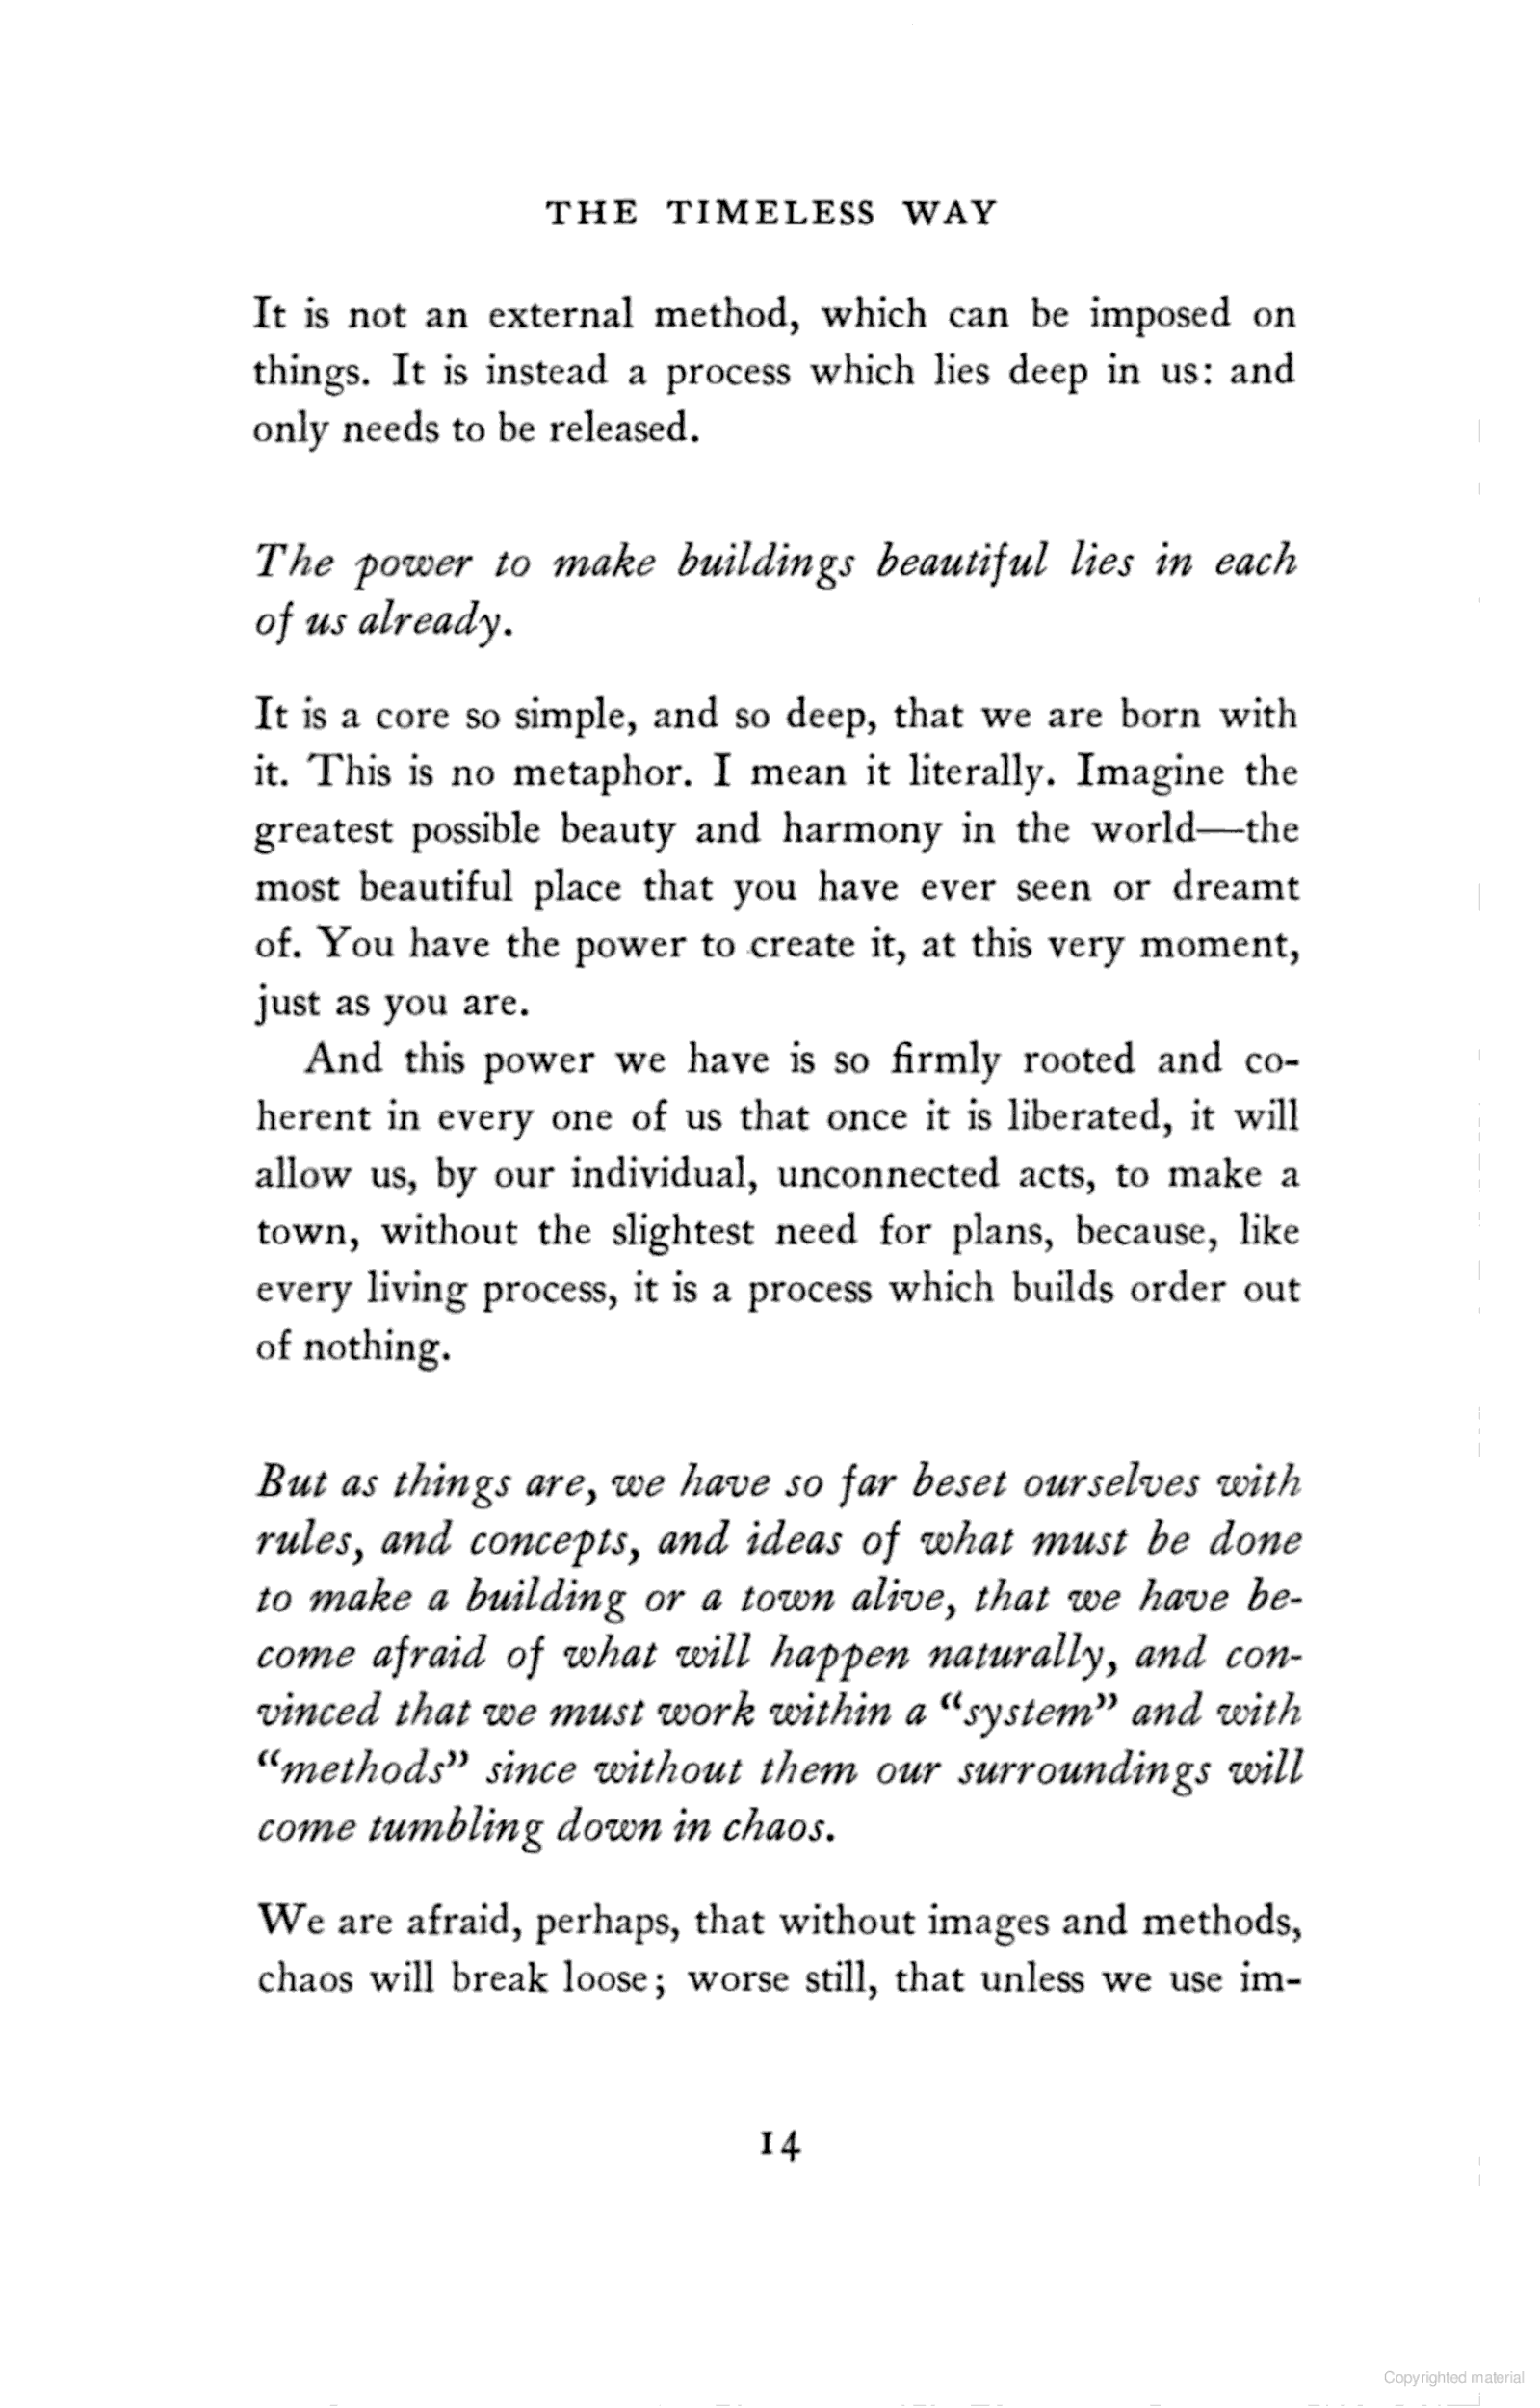 THE TIMELESS WAY
It is not an external method, which can be imposed on
things. It is instead a process which lies deep in us: and
only needs to be released.
The power to make buildings beautiful lies in each
of us already.
It is a core so simple, and so deep, that we are born with
it. This is no metaphor. I mean it literally. Imagine the
greatest possible beauty and harmony in the world—the
most beautiful place that you have ever seen or dreamt
of. You have the power to create it, at this very moment,
just as you are.
And this power we have is so firmly rooted and co-
herent in every one of us that once it is liberated, it will
allow us, by our individual, unconnected acts, to make a
town, without the slightest need for plans, because, like
every living process, it is a process which builds order out
of nothing.
But as things are, we have so far beset ourselves with
rules, and concepts, and ideas of what must be done
to make a building or a town alive, that we have be-
come afraid of what will happen naturally, and con-
vinced that we must work within a “system” and with
“methods” since without them our surroundings will
come tumbling down in chaos.
We are afraid, perhaps, that without images and methods,
chaos will break loose; worse still, that unless we use im-
14
Copyrighted material